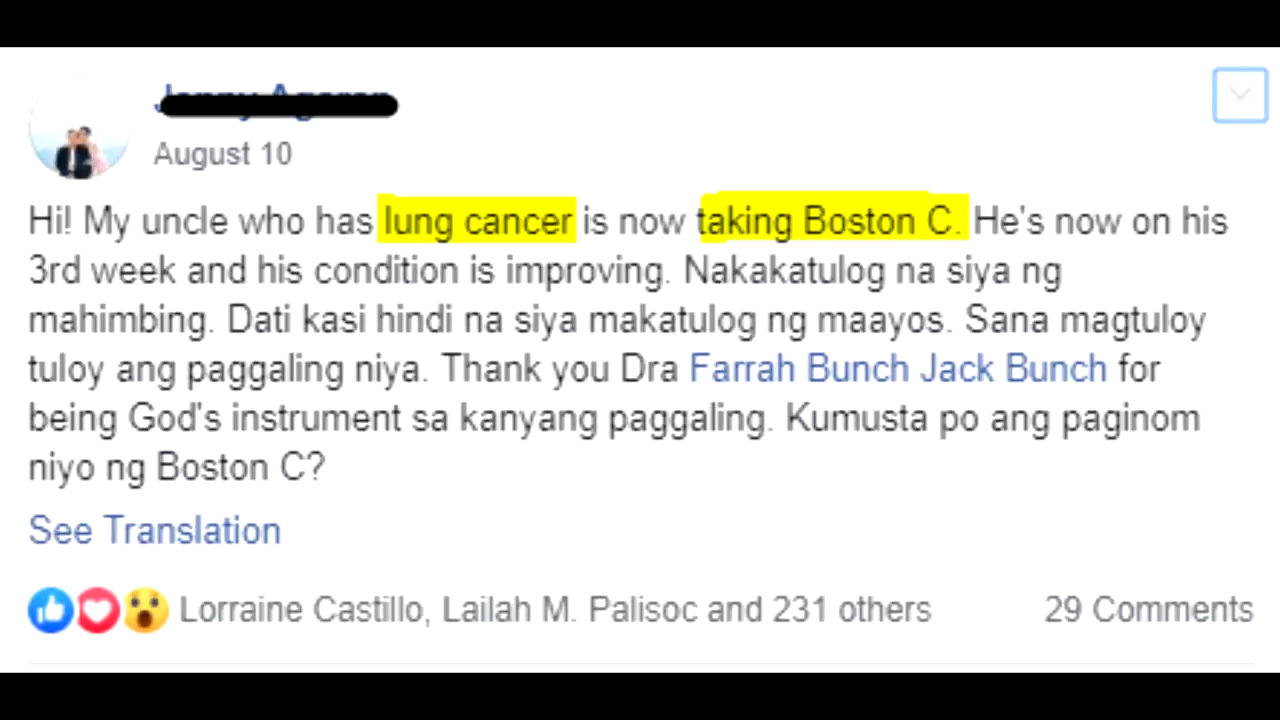 August 10
Hi! My uncle who has lung cancer is now taking Boston C. He's now on his
3rd week and his condition is improving. Nakakatulog na siya ng
mahimbing. Dati kasi hindi na siya makatulog ng maayos. Sana magtuloy
tuloy ang paggaling niya. Thank you Dra Farrah Bunch Jack Bunch for
being God's instrument sa kanyang paggaling. Kumusta po ang paginom
niyo ng Boston C?
See Translation
Lorraine Castillo, Lailah M. Palisoc and 231 others 29 Comments